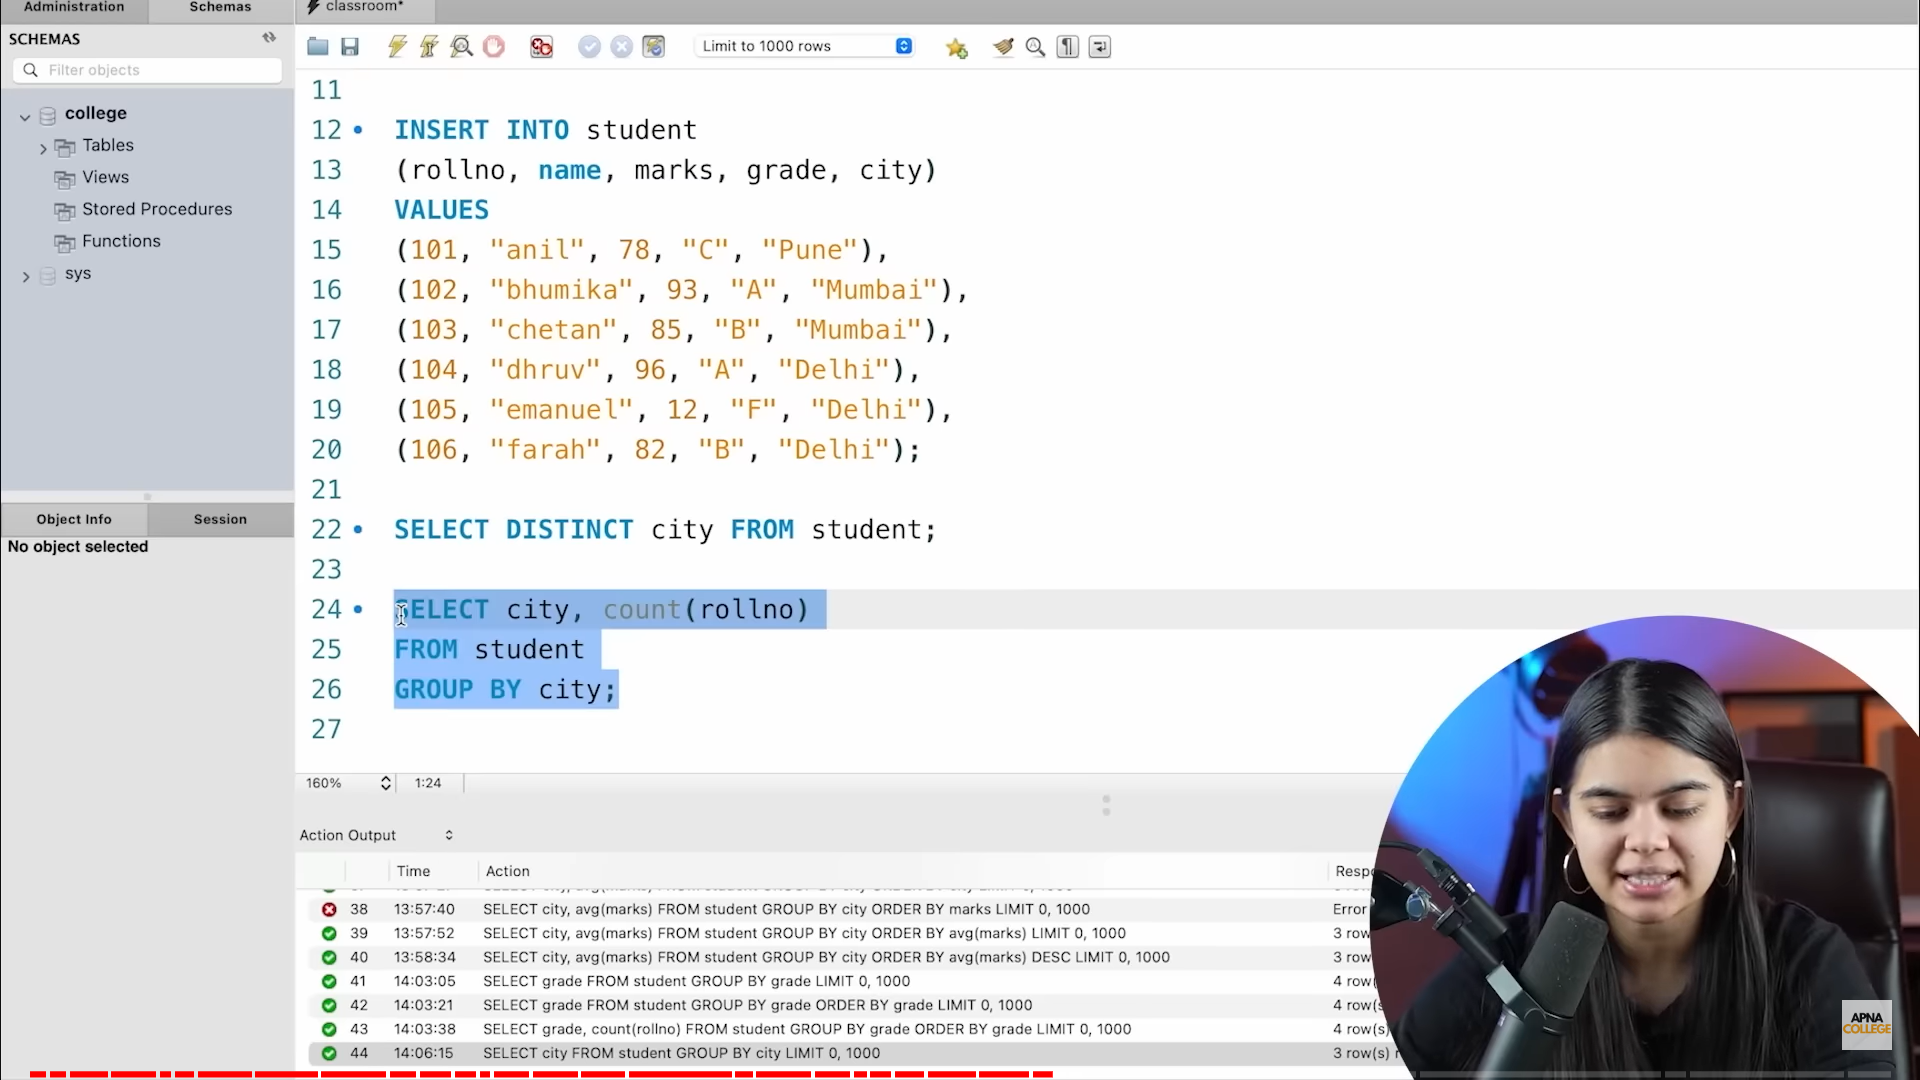 Administration
Schemas
classroom*
SCHEMAS
Limit to 1000 rows
Filter objects
college
Tables
Views
Stored Procedures
Functions
sys
Object Info
Session
No object selected
11
12 INSERT INTO student
13 (rollno, name, marks, grade, city)
14 VALUES
15 (101, "anil", 78, "C", "Pune"),
16 (102, "bhumika", 93, "A", "Mumbai"),
17 (103, "chetan", 85, "B", "Mumbai"),
18 (104, "dhruv", 96, "A", "Delhi"),
19 (105, "emanuel", 12, "F", "Delhi"),
20 (106, "farah", 82, "B", "Delhi");
21
22 SELECT DISTINCT city FROM student;
23
24 SELECT city, count(rollno)
25 FROM student
26 GROUP BY city;
27
160% 1:24
Action Output
Time Action Resp
38 13:57:40 SELECT city, avg(marks) FROM student GROUP BY city ORDER BY marks LIMIT 0, 1000 Error
39 13:57:52 SELECT city, avg(marks) FROM student GROUP BY city ORDER BY avg(marks) LIMIT 0, 1000 3 row
40 13:58:34 SELECT city, avg(marks) FROM student GROUP BY city ORDER BY avg(marks) DESC LIMIT 0, 1000 3 row
41 14:03:05 SELECT grade FROM student GROUP BY grade LIMIT 0, 1000 4 row(
42 14:03:21 SELECT grade FROM student GROUP BY grade ORDER BY grade LIMIT 0, 1000 4 row(s)
43 14:03:38 SELECT grade, count(rollno) FROM student GROUP BY grade ORDER BY grade LIMIT 0, 1000 4 row(s)
44 14:06:15 SELECT city FROM student GROUP BY city LIMIT 0, 1000 3 row(s) r
APNA
COLLEGE